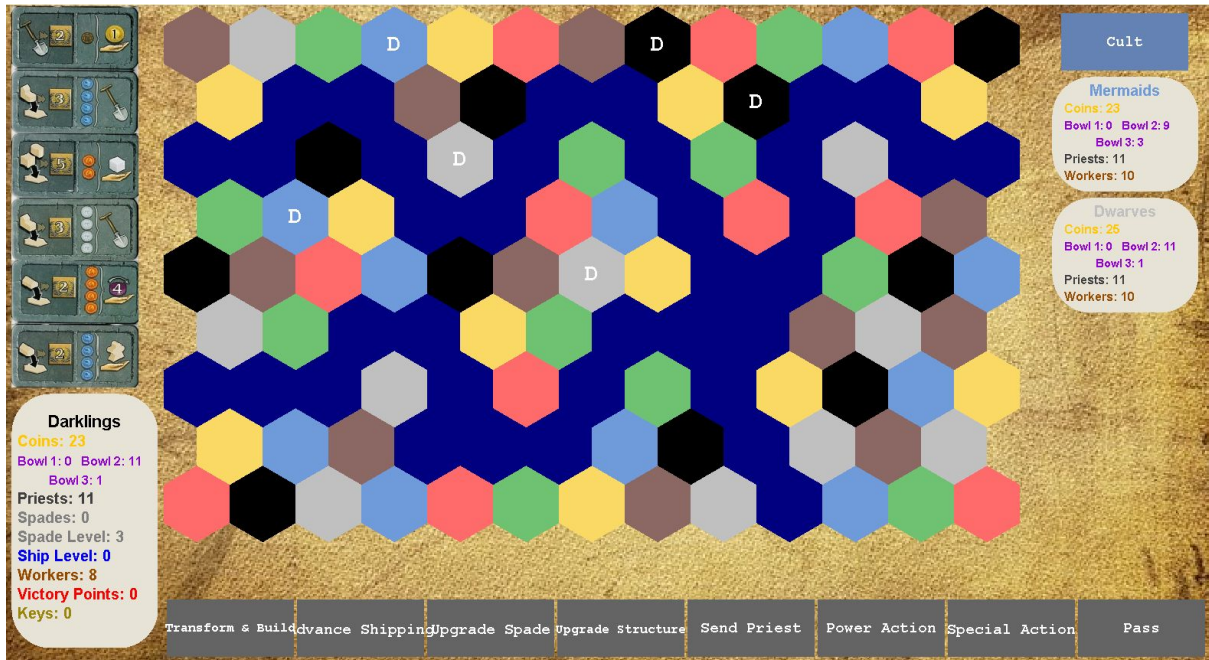 2
1
3
5
3
2
4
2
D
D
D
D
D
D
Cult
Mermaids
Coins: 23
Bowl 1: 0 Bowl 2: 9
Bowl 3: 3
Priests: 11
Workers: 10
Dwarves
Coins: 26
Bowl 1: 0 Bowl 2: 11
Bowl 3: 1
Priests: 11
Workers: 10
Darklings
Coins: 23
Bowl 1: 0 Bowl 2: 11
Bowl 3: 1
Priests: 11
Spades: 0
Spade Level: 3
Ship Level: 0
Workers: 8
Victory Points: 0
Keys: 0
Transform & Build
dvance Shipping
Upgrade Spade
Upgrade Structure
Send Priest
Power Action
Special Action
Pass